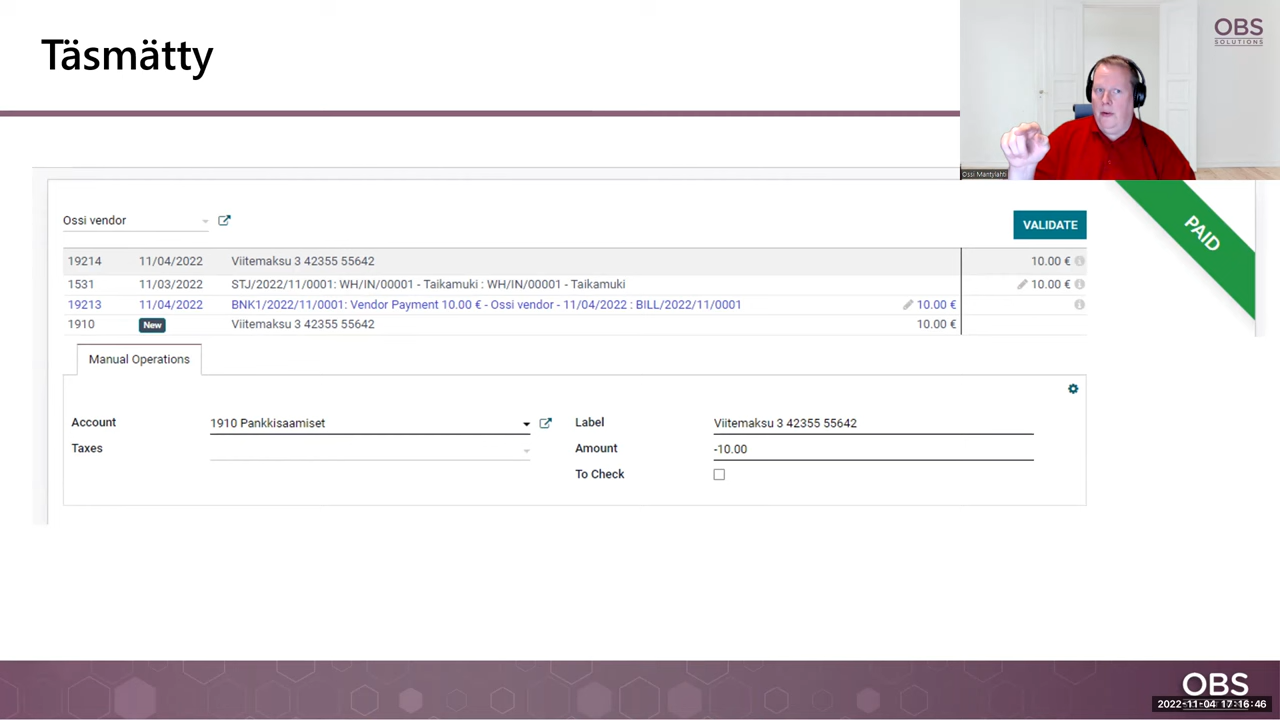 Täsmätty
OBS
SOLUTIONS
Ossi Mantylahti
PAID
Ossi vendor
VALIDATE
19214 11/04/2022 Viitemaksu 3 42355 55642 10.00 €
1531 11/03/2022 STJ/2022/11/0001: WH/IN/00001 - Taikamuki : WH/IN/00001 - Taikamuki 10.00 €
19213 11/04/2022 BNK1/2022/11/0001: Vendor Payment 10.00 € - Ossi vendor - 11/04/2022 : BILL/2022/11/0001 10.00 €
1910 New Viitemaksu 3 42355 55642 10.00 €
Manual Operations
Account 1910 Pankkisaamiset Label Viitemaksu 3 42355 55642
Taxes Amount -10.00
To Check
OBS
2022-11-04 17:16:46